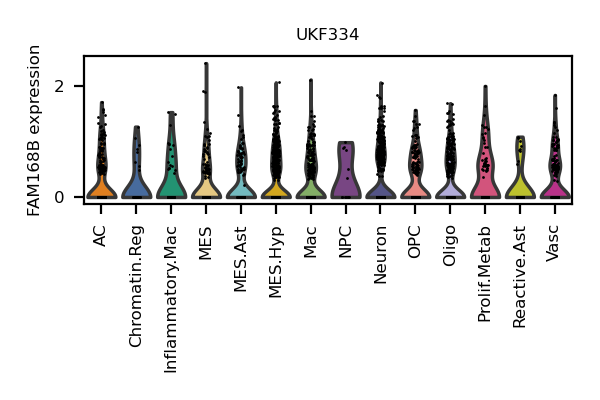 UKF334
FAM168B expression
2
0
AC
Chromatin.Reg
Inflammatory.Mac
MES
MES.Ast
MES.Hyp
Mac
NPC
Neuron
OPC
Oligo
Prolif.Metab
Reactive.Ast
Vasc